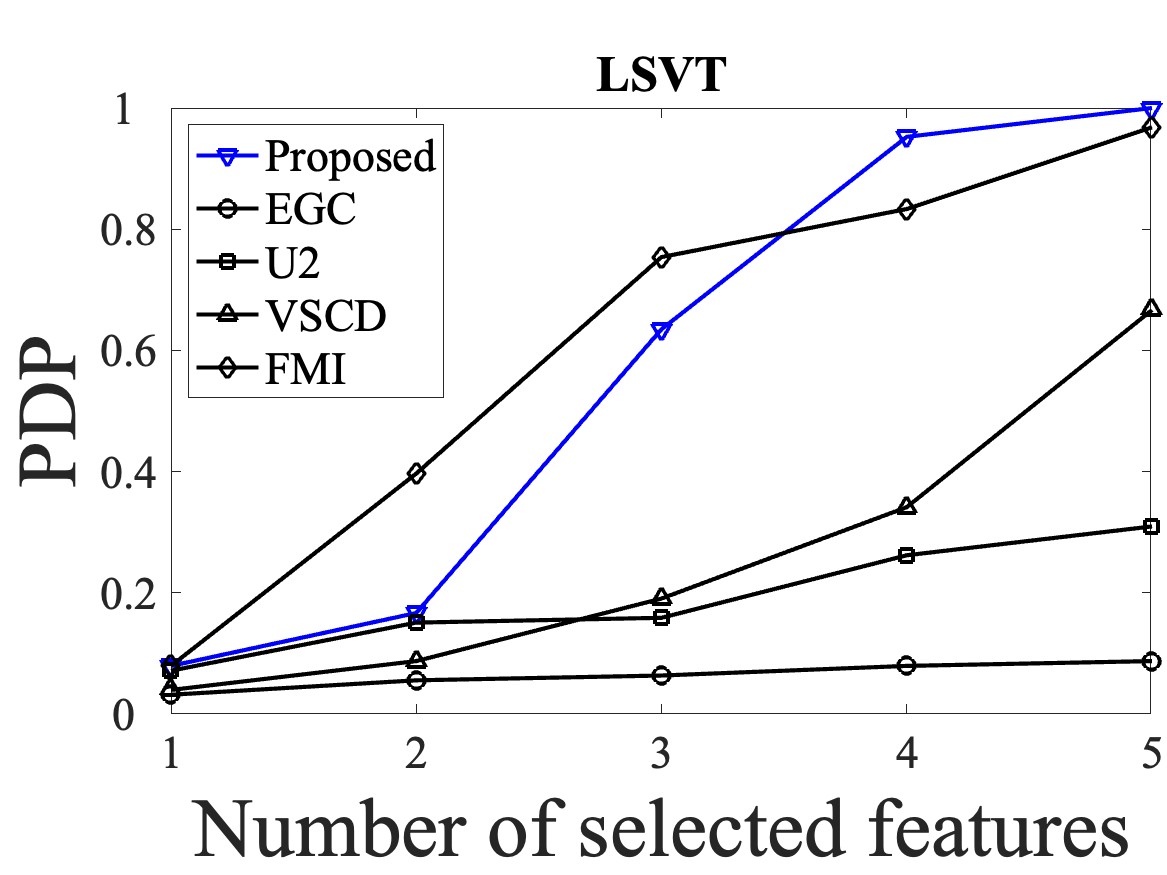 LSVT
1
0.8
0.6
0.4
0.2
0
PDP
Proposed
EGC
U2
VSCD
FMI
1 2 3 4 5
Number of selected features